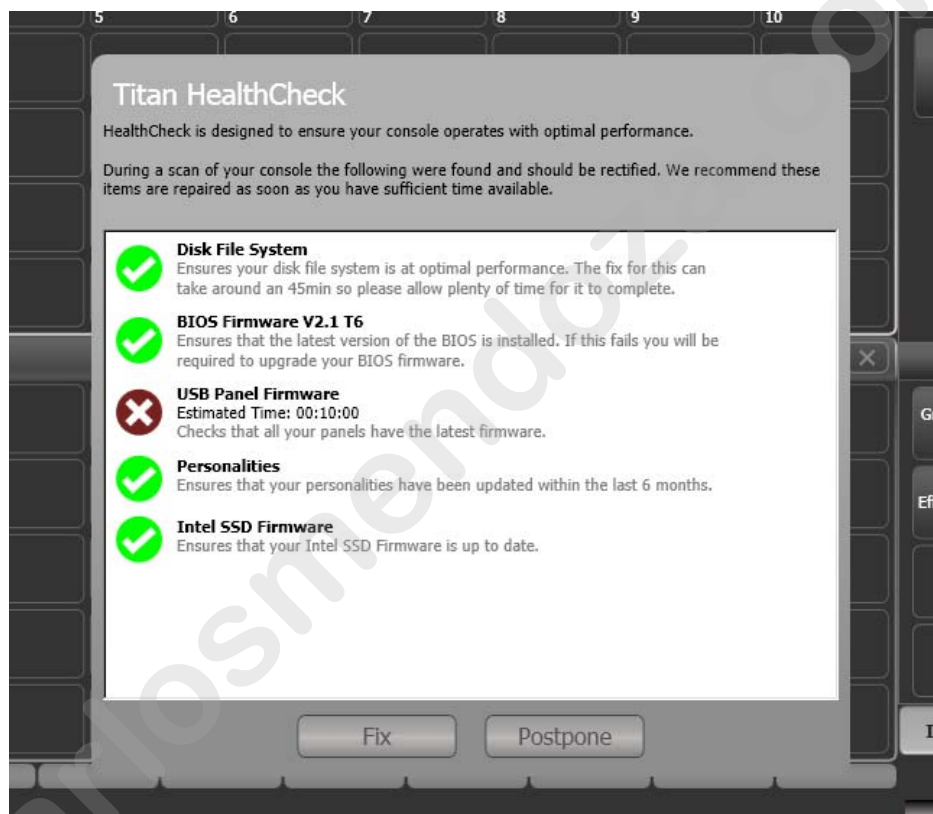 5 6 7 8 9 10
Titan HealthCheck
HealthCheck is designed to ensure your console operates with optimal performance.
During a scan of your console the following were found and should be rectified. We recommend these
items are repaired as soon as you have sufficient time available.
Disk File System
Ensures your disk file system is at optimal performance. The fix for this can
take around an 45min so please allow plenty of time for it to complete.
BIOS Firmware V2.1 T6
Ensures that the latest version of the BIOS is installed. If this fails you will be
required to upgrade your BIOS firmware.
USB Panel Firmware
Estimated Time: 00:10:00
Checks that all your panels have the latest firmware.
Personalities
Ensures that your personalities have been updated within the last 6 months.
Intel SSD Firmware
Ensures that your Intel SSD Firmware is up to date.
Fix Postpone